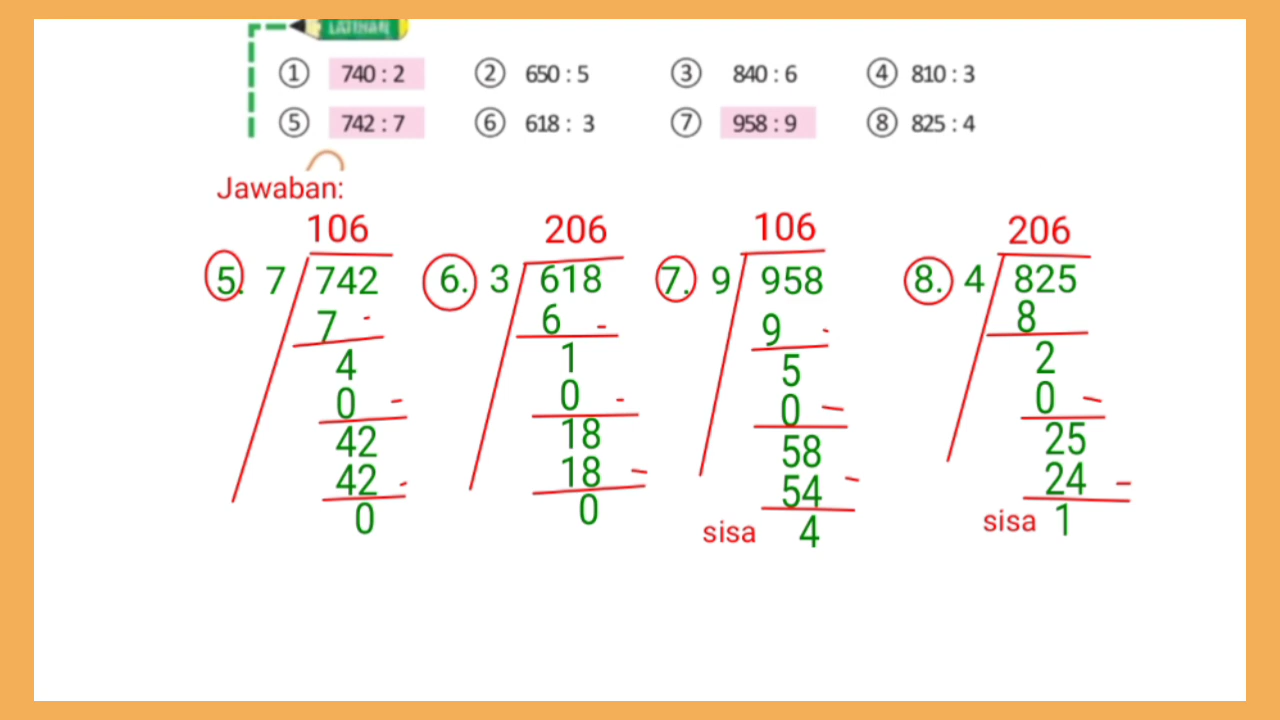 LATIHAN
① 740 : 2 ② 650 : 5 ③ 840 : 6 ④ 810 : 3
⑤ 742 : 7 ⑥ 618 : 3 ⑦ 958 : 9 ⑧ 825 : 4
Jawaban:
106 206 106 206
5. 7 742 6. 3 618 7. 9 958 8. 4 825
7 - 6 - 9 - 8
4 1 5 2
0 - 0 - 0 - 0 -
42 18 58 25
42 - 18 - 54 - 24 -
0 0 sisa 4 sisa 1